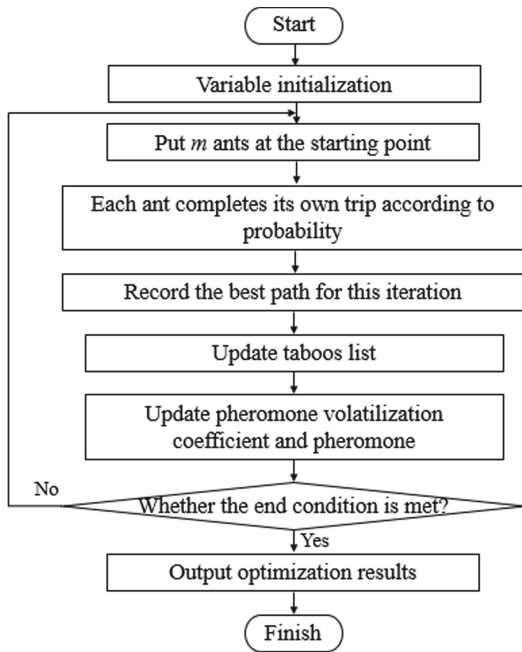 Start
Variable initialization
Put m ants at the starting point
Each ant completes its own trip according to
probability
Record the best path for this iteration
Update taboos list
Update pheromone volatilization
coefficient and pheromone
No
Whether the end condition is met?
Yes
Output optimization results
Finish